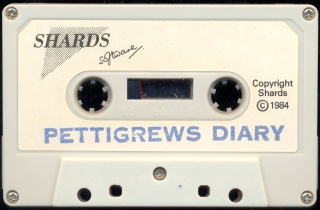 SHARDS
software.
Copyright
Shards
© 1984
PETTIGREWS DIARY